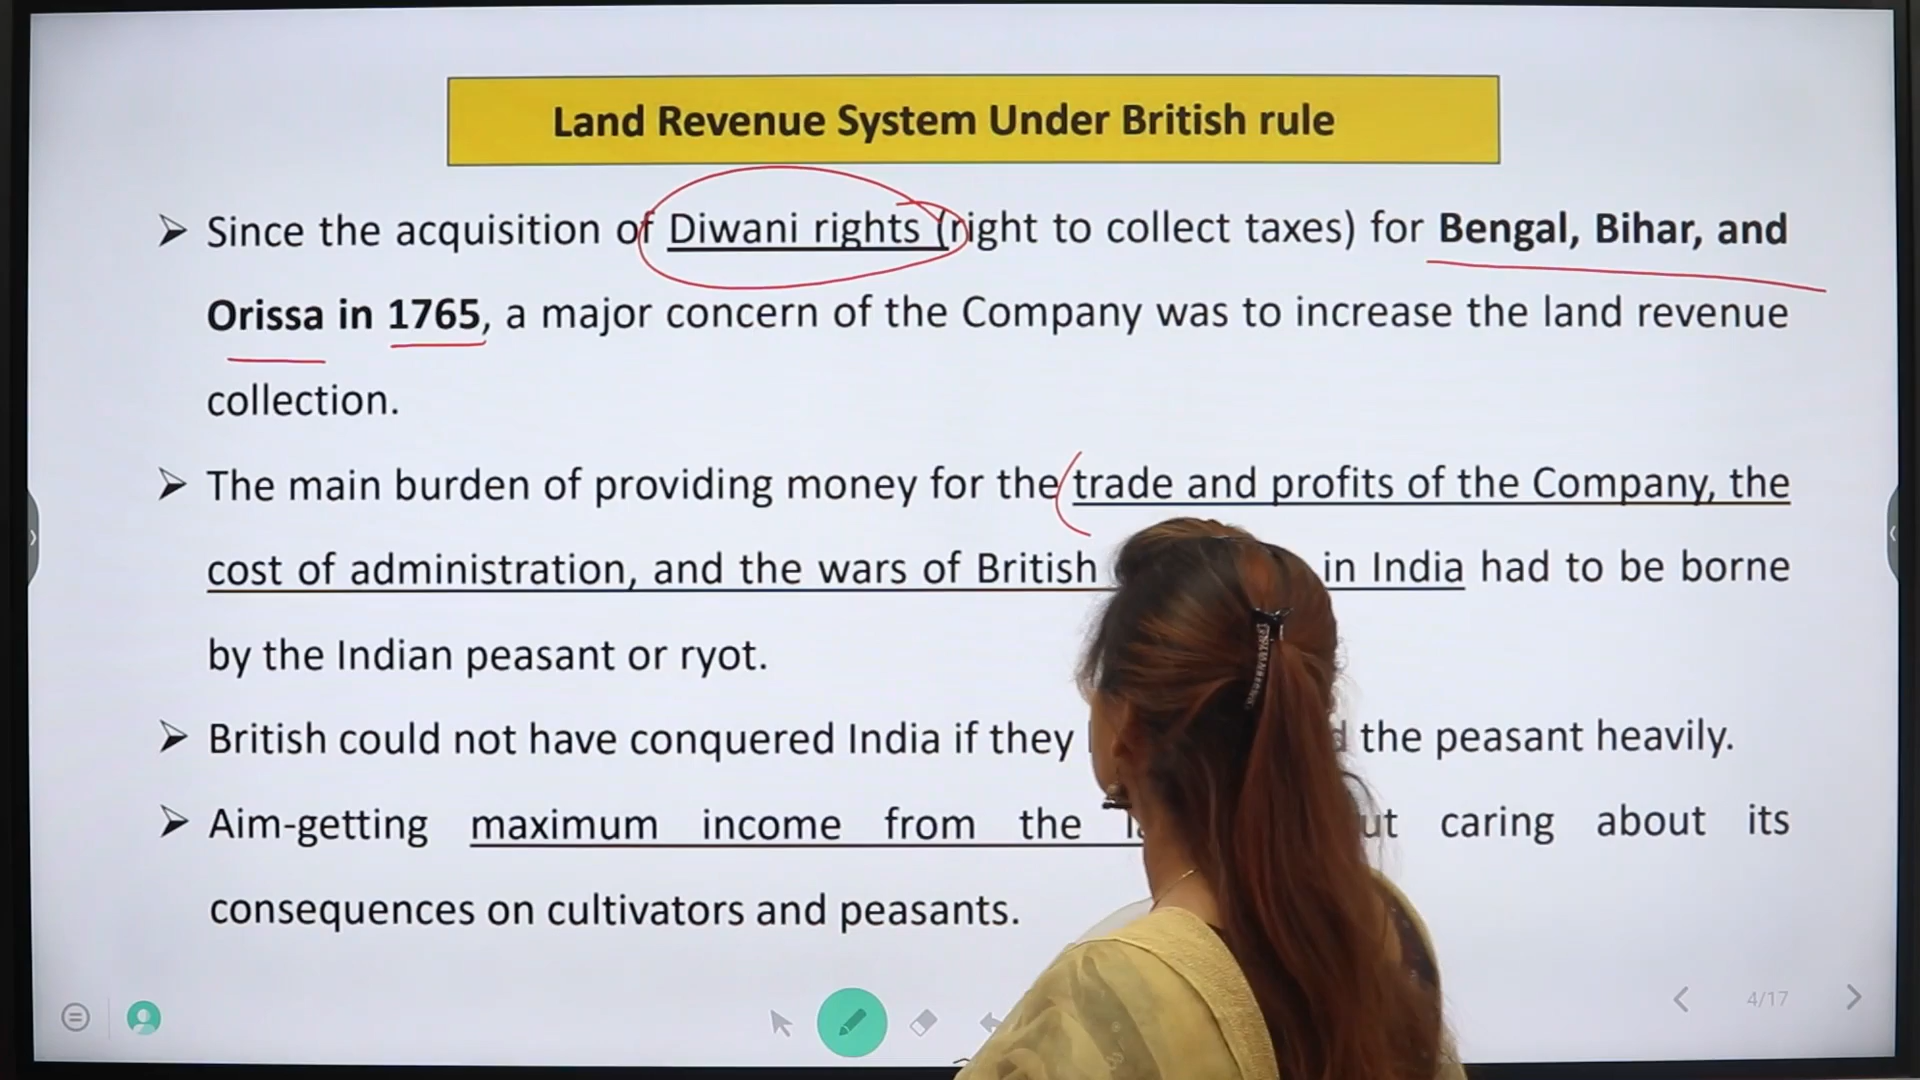 Land Revenue System Under British rule
➢ Since the acquisition of Diwani rights (right to collect taxes) for Bengal, Bihar, and
Orissa in 1765, a major concern of the Company was to increase the land revenue
collection.
➢ The main burden of providing money for the trade and profits of the Company, the
cost of administration, and the wars of British in India had to be borne
by the Indian peasant or ryot.
➢ British could not have conquered India if they the peasant heavily.
➢ Aim-getting maximum income from the caring about its
consequences on cultivators and peasants.
4/17